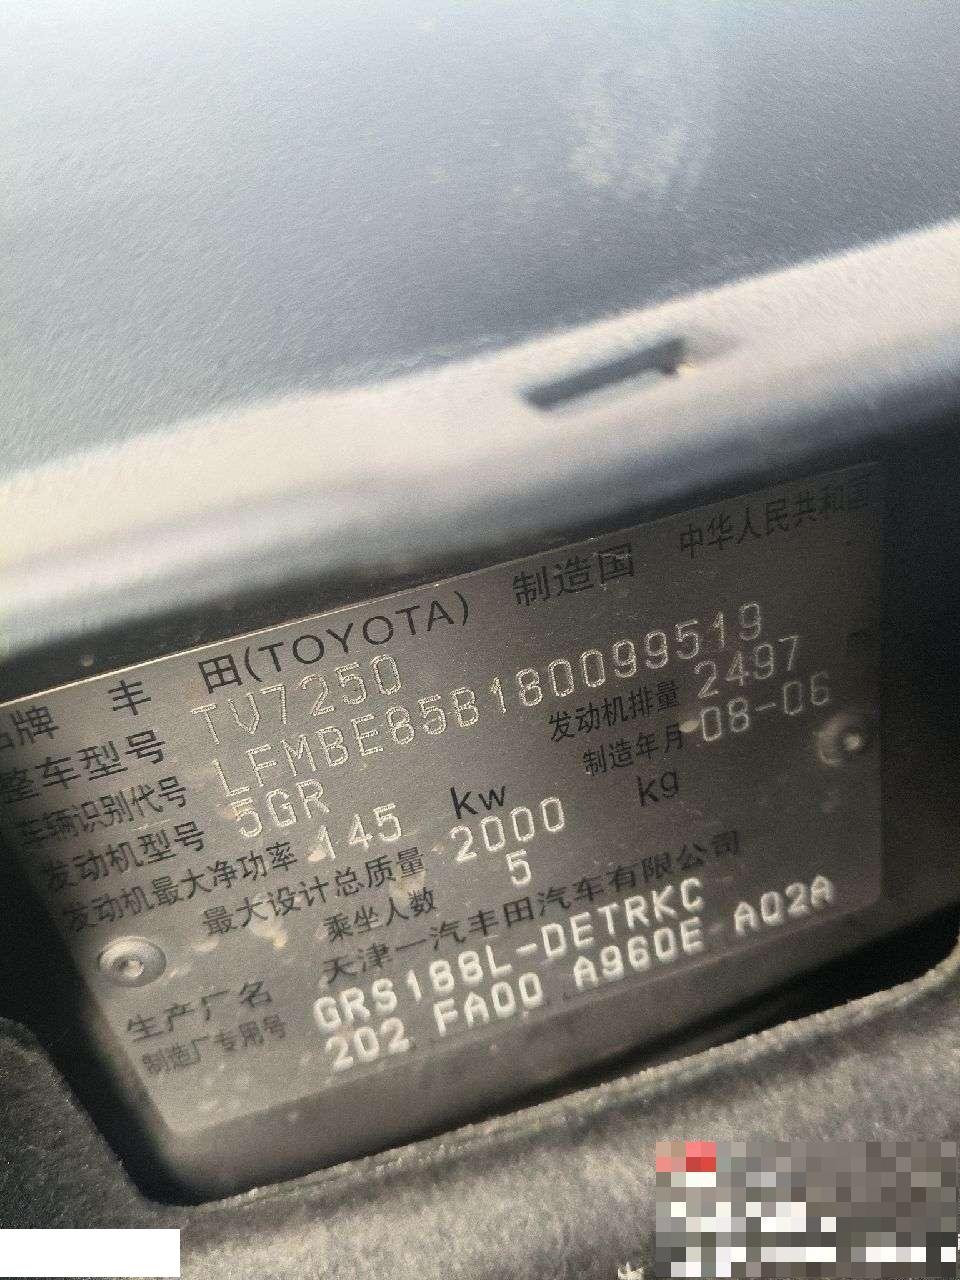 品牌 丰田(TOYOTA) 制造国 中华人民共和国
整车型号 TV7250
车辆识别代号 LFMBE85B180099519
发动机型号 5GR 发动机排量 2497
发动机最大净功率 145 kw 制造年月 08-06
最大设计总质量 2000 kg
乘坐人数 5
生产厂名 天津一汽丰田汽车有限公司
制造厂专用号 GRS188L-DETRKC
202 FA00 A960E A02A